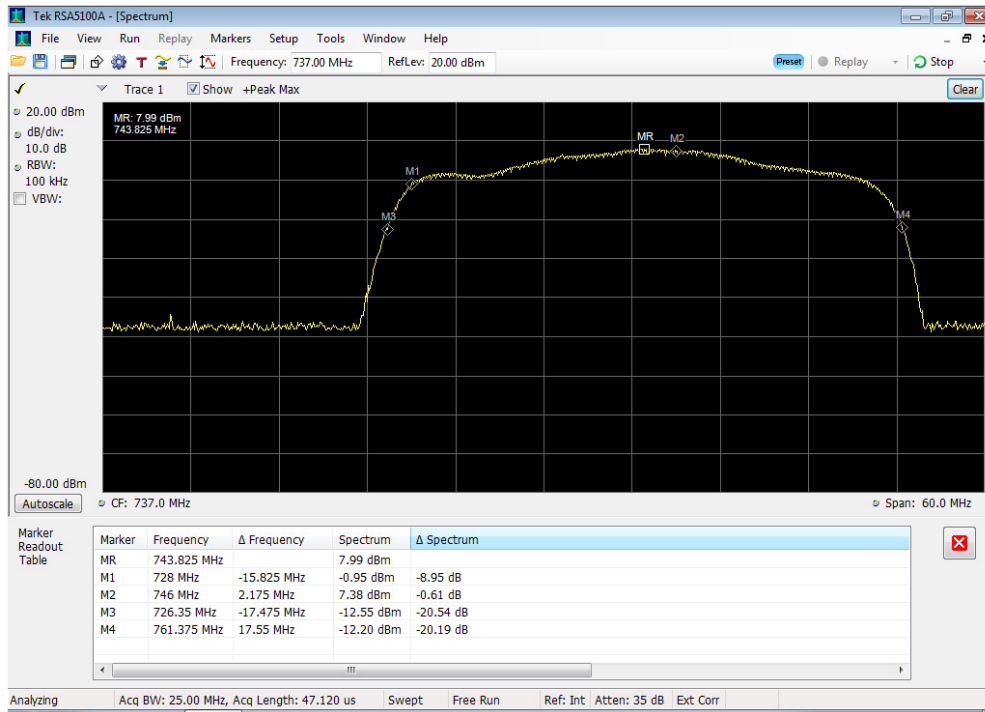 Tek RSA5100A - [Spectrum]
File View Run Replay Markers Setup Tools Window Help
T Frequency: 737.00 MHz RefLev: 20.00 dBm Preset Replay Stop
Trace 1 Show +Peak Max Clear
20.00 dBm
dB/div:
10.0 dB
RBW:
100 kHz
VBW:
-80.00 dBm
MR: 7.99 dBm
743.825 MHz
MR
M2
M1
M3
M4
Autoscale CF: 737.0 MHz Span: 60.0 MHz
Marker
Readout
Table
Marker Frequency Δ Frequency Spectrum Δ Spectrum
MR 743.825 MHz 7.99 dBm
M1 728 MHz -15.825 MHz -0.95 dBm -8.95 dB
M2 746 MHz 2.175 MHz 7.38 dBm -0.61 dB
M3 726.35 MHz -17.475 MHz -12.55 dBm -20.54 dB
M4 761.375 MHz 17.55 MHz -12.20 dBm -20.19 dB
Analyzing Acq BW: 25.00 MHz, Acq Length: 47.120 us Swept Free Run Ref: Int Atten: 35 dB Ext Corr